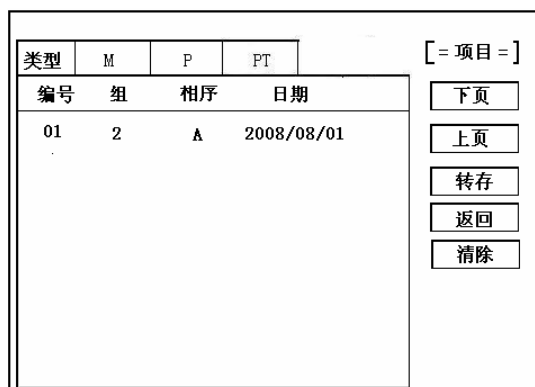 类型 M P PT
[=项目=]
编号 组 相序 日期
01 2 A 2008/08/01
下页
上页
转存
返回
清除